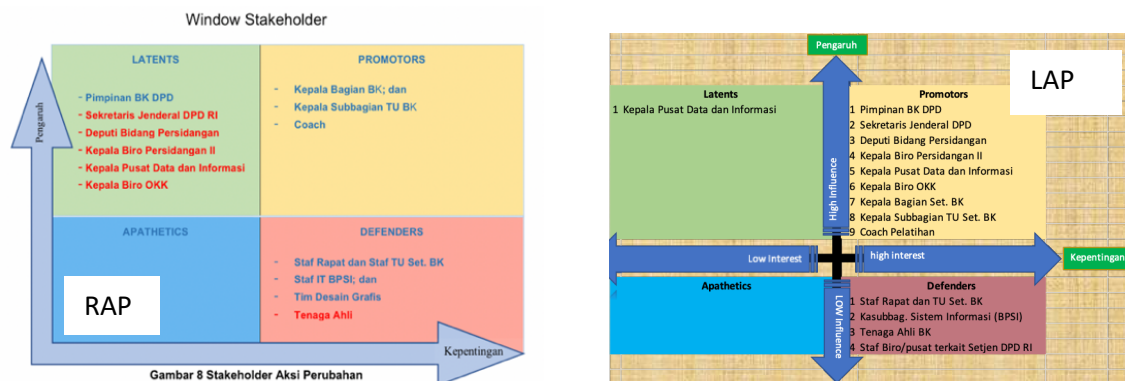 Window Stakeholder
LATENTS
- Pimpinan BK DPD
- Sekretaris Jenderal DPD RI
- Deputi Bidang Persidangan
- Kepala Biro Persidangan II
- Kepala Pusat Data dan Informasi
- Kepala Biro OKK
PROMOTORS
- Kepala Bagian BK; dan
- Kepala Subbagian TU BK
- Coach
Pengaruh
APATHETICS
RAP
DEFENDERS
- Staf Rapat dan Staf TU Set. BK
- Staf IT BPSI; dan
- Tim Desain Grafis
- Tenaga Ahli
Kepentingan
Gambar 8 Stakeholder Aksi Perubahan
Pengaruh
LAP
Latents
1 Kepala Pusat Data dan Informasi
Promotors
1 Pimpinan BK DPD
2 Sekretaris Jenderal DPD
3 Deputi Bidang Persidangan
4 Kepala Biro Persidangan II
5 Kepala Pusat Data dan Informasi
6 Kepala Biro OKK
7 Kepala Bagian Set. BK
8 Kepala Subbagian TU Set. BK
9 Coach Pelatihan
High Influence
Low Interest
high interest
Kepentingan
Apathetics
LOW influence
Defenders
1 Staf Rapat dan TU Set. BK
2 Kasubbag. Sistem Informasi (BPSI)
3 Tenaga Ahli BK
4 Staf Biro/pusat terkait Setjen DPD RI